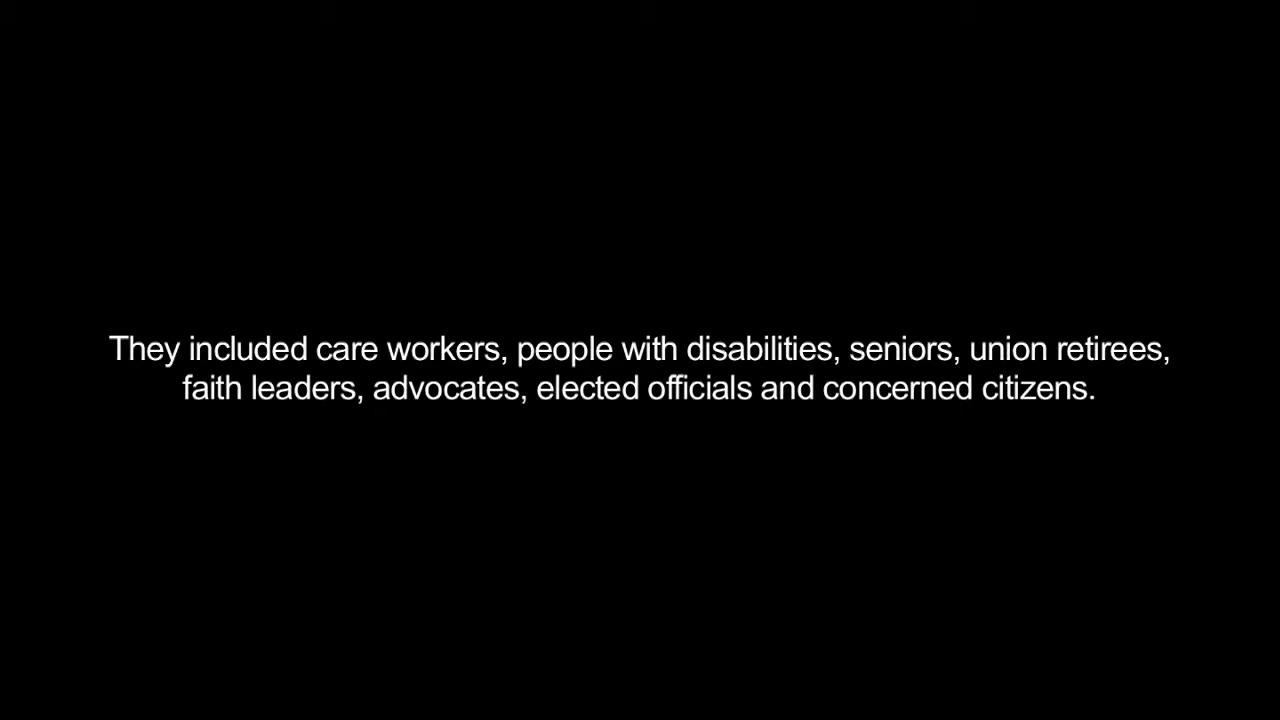 They included care workers, people with disabilities, seniors, union retirees,
faith leaders, advocates, elected officials and concerned citizens.